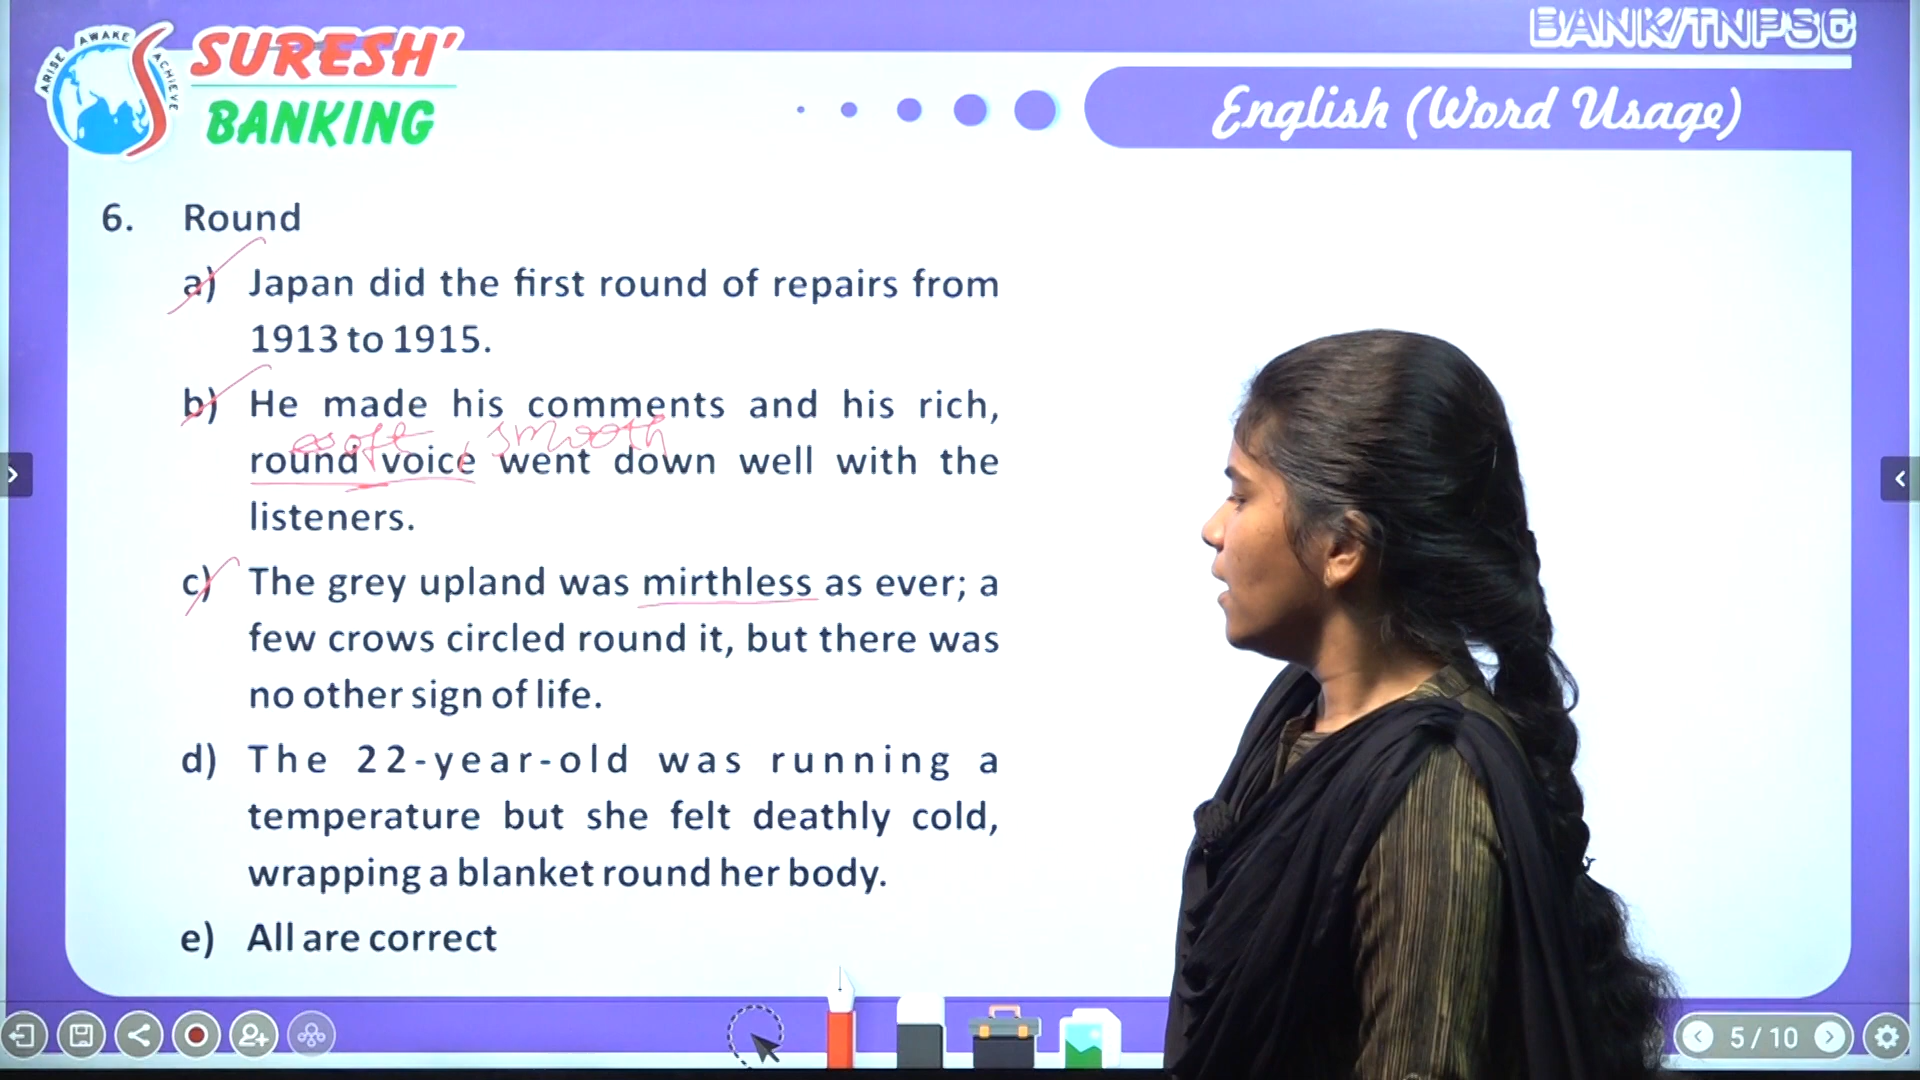 ARISE AWAKE ACHIEVE
SURESH'
BANKING
BANK/TNPSC
English (Word Usage)
6. Round
a) Japan did the first round of repairs from
1913 to 1915.
b) He made his comments and his rich,
soft, smooth
round voice went down well with the
listeners.
c) The grey upland was mirthless as ever; a
few crows circled round it, but there was
no other sign of life.
d) The 22-year-old was running a
temperature but she felt deathly cold,
wrapping a blanket round her body.
e) All are correct
5 / 10